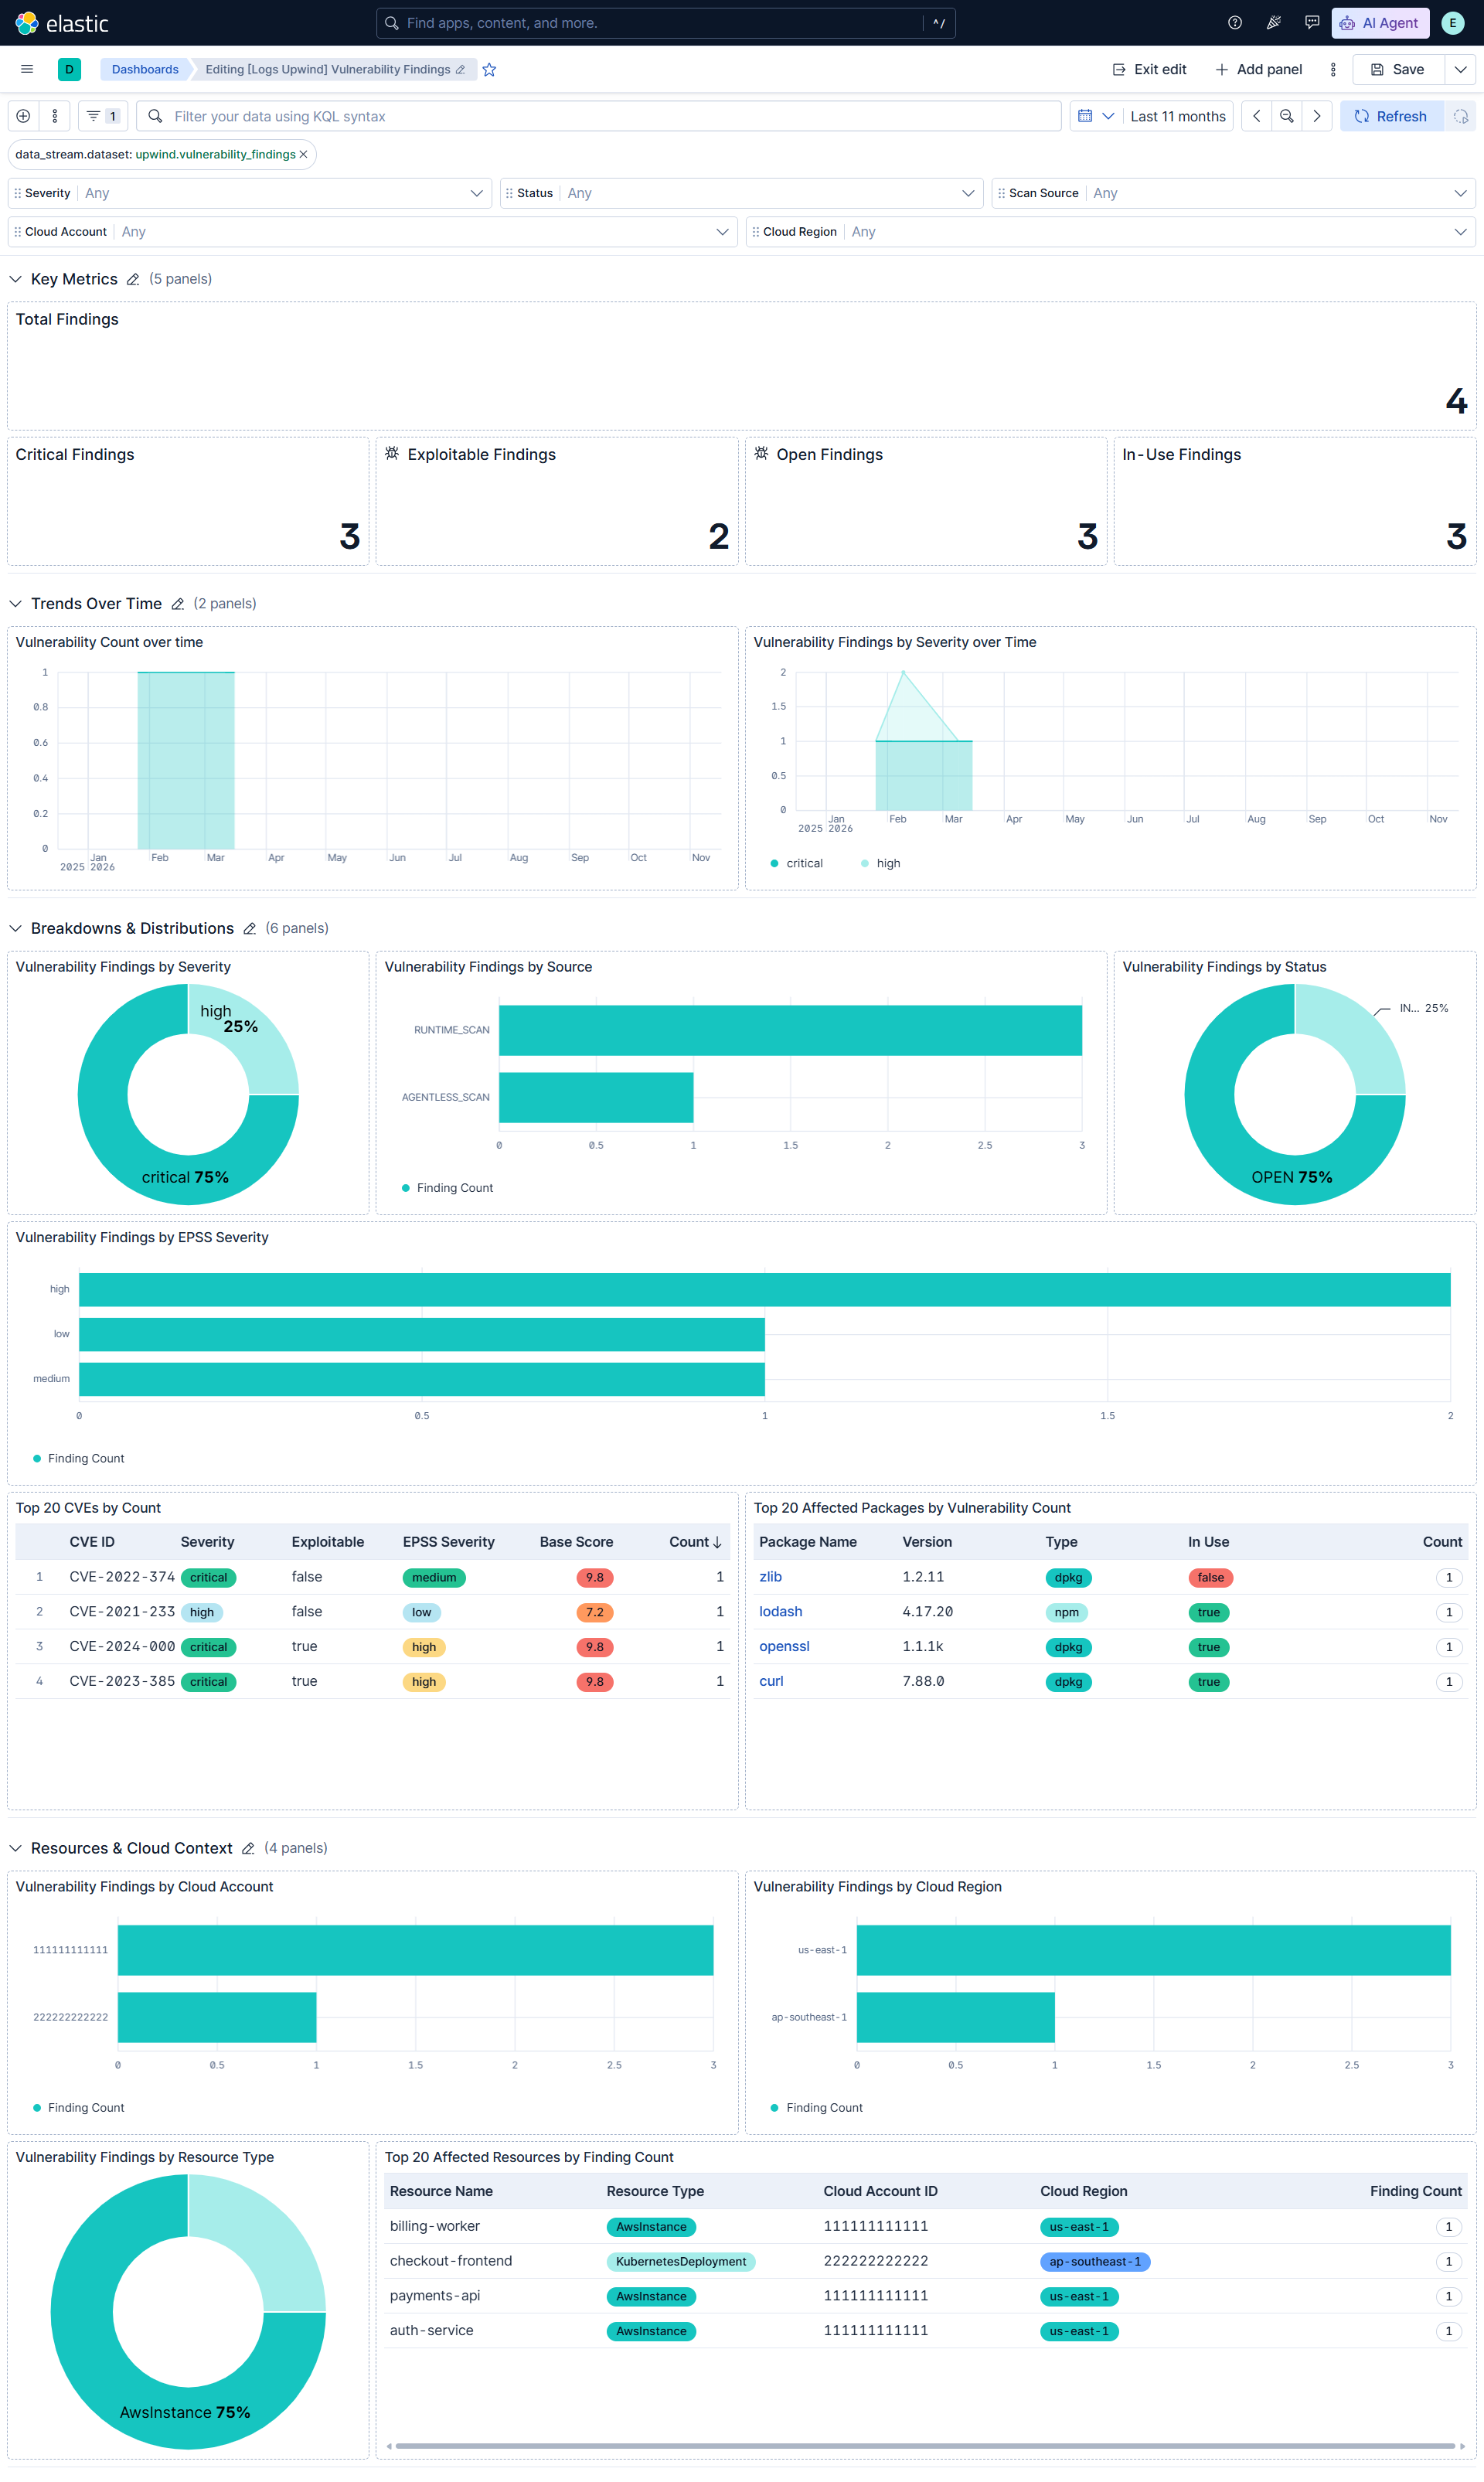 elastic
Find apps, content, and more.
^/
AI Agent
E
D
Dashboards
Editing [Logs Upwind] Vulnerability Findings
Exit edit
Add panel
Save
1
Filter your data using KQL syntax
Last 11 months
Refresh
data_stream.dataset: upwind.vulnerability_findings
Severity Any
Status Any
Scan Source Any
Cloud Account Any
Cloud Region Any
Key Metrics (5 panels)
Total Findings
4
Critical Findings
3
Exploitable Findings
2
Open Findings
3
In-Use Findings
3
Trends Over Time (2 panels)
Vulnerability Count over time
1
0.8
0.6
0.4
0.2
0
Jan Feb Mar Apr May Jun Jul Aug Sep Oct Nov
2025 2026
Vulnerability Findings by Severity over Time
2
1.5
1
0.5
0
Jan Feb Mar Apr May Jun Jul Aug Sep Oct Nov
2025 2026
critical high
Breakdowns & Distributions (6 panels)
Vulnerability Findings by Severity
high
25%
critical 75%
Vulnerability Findings by Source
RUNTIME_SCAN
AGENTLESS_SCAN
0 0.5 1 1.5 2 2.5 3
Finding Count
Vulnerability Findings by Status
IN... 25%
OPEN 75%
Vulnerability Findings by EPSS Severity
high
low
medium
0 0.5 1 1.5 2
Finding Count
Top 20 CVEs by Count
CVE ID Severity Exploitable EPSS Severity Base Score Count
1 CVE-2022-374 critical false medium 9.8 1
2 CVE-2021-233 high false low 7.2 1
3 CVE-2024-000 critical true high 9.8 1
4 CVE-2023-385 critical true high 9.8 1
Top 20 Affected Packages by Vulnerability Count
Package Name Version Type In Use Count
zlib 1.2.11 dpkg false 1
lodash 4.17.20 npm true 1
openssl 1.1.1k dpkg true 1
curl 7.88.0 dpkg true 1
Resources & Cloud Context (4 panels)
Vulnerability Findings by Cloud Account
111111111111
222222222222
0 0.5 1 1.5 2 2.5 3
Finding Count
Vulnerability Findings by Cloud Region
us-east-1
ap-southeast-1
0 0.5 1 1.5 2 2.5 3
Finding Count
Vulnerability Findings by Resource Type
AwsInstance 75%
Top 20 Affected Resources by Finding Count
Resource Name Resource Type Cloud Account ID Cloud Region Finding Count
billing-worker AwsInstance 111111111111 us-east-1 1
checkout-frontend KubernetesDeployment 222222222222 ap-southeast-1 1
payments-api AwsInstance 111111111111 us-east-1 1
auth-service AwsInstance 111111111111 us-east-1 1